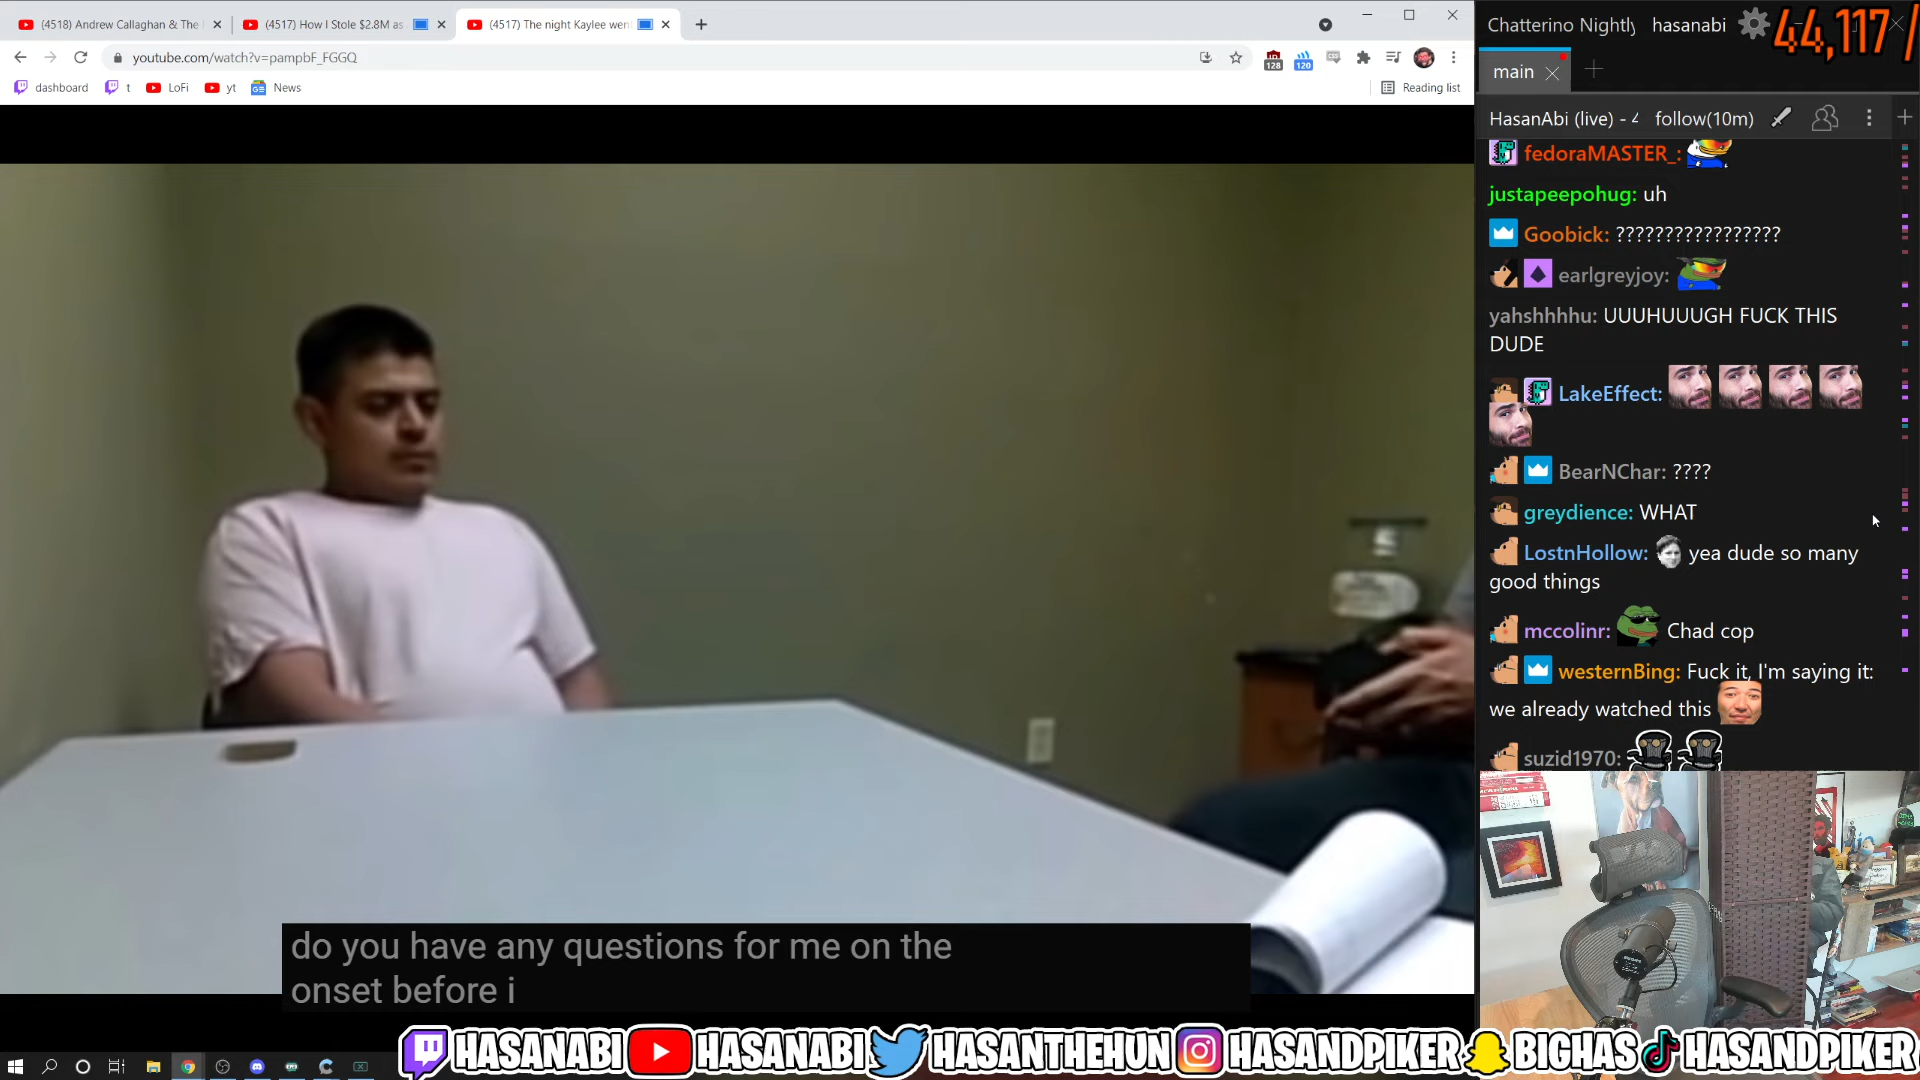 (4518) Andrew Callaghan & The
(4517) How I Stole $2.8M as
(4517) The night Kaylee wen
youtube.com/watch?v=pampbF_FGGQ
128
120
dashboard
t
LoFi
yt
News
Reading list
Chatterino Nightly
hasanabi
44,117 /
main
HasanAbi (live) - 4
follow(10m)
fedoraMASTER_:
justapeepohug: uh
Goobick: ?????????????????
earlgreyjoy:
yahshhhhu: UUUHUUUGH FUCK THIS
DUDE
LakeEffect:
BearNChar: ????
greydience: WHAT
LostnHollow: yea dude so many
good things
mccolinr: Chad cop
westernBing: Fuck it, I'm saying it:
we already watched this
suzid1970:
do you have any questions for me on the
onset before i
HASANABI HASANABI HASANTHEHUN HASANDPIKER BIGHAS HASANDPIKER